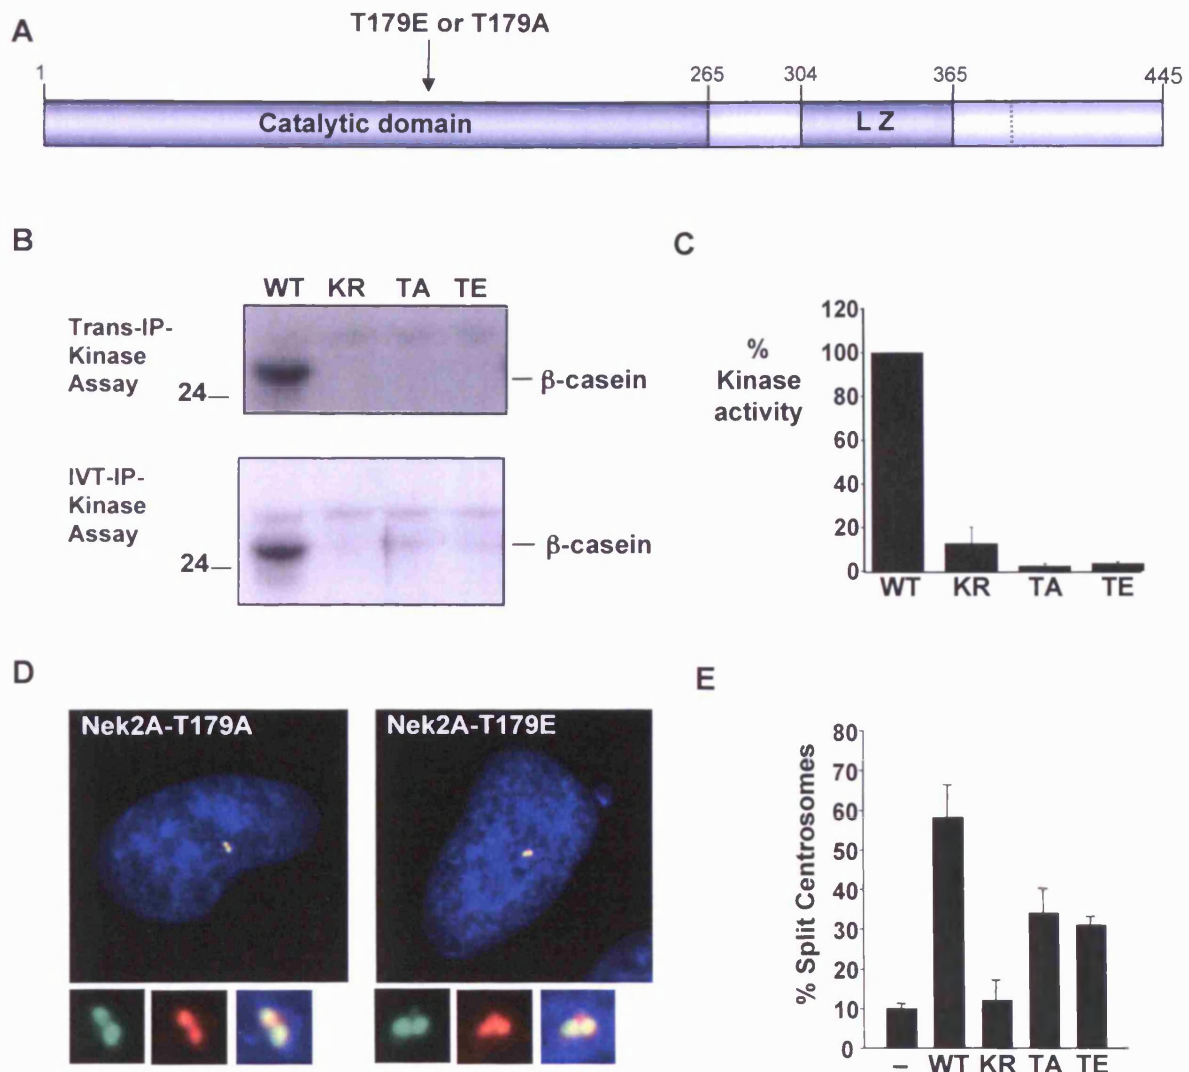 A
T179E or T179A
1
265
304
365
445
Catalytic domain
L Z
B
WT KR TA TE
Trans-IP-
Kinase
Assay
24
β-casein
IVT-IP-
Kinase
Assay
24
β-casein
C
%
Kinase
activity
120
100
80
60
40
20
0
WT KR TA TE
D
Nek2A-T179A
Nek2A-T179E
E
% Split Centrosomes
80
70
60
50
40
30
20
10
0
– WT KR TA TE